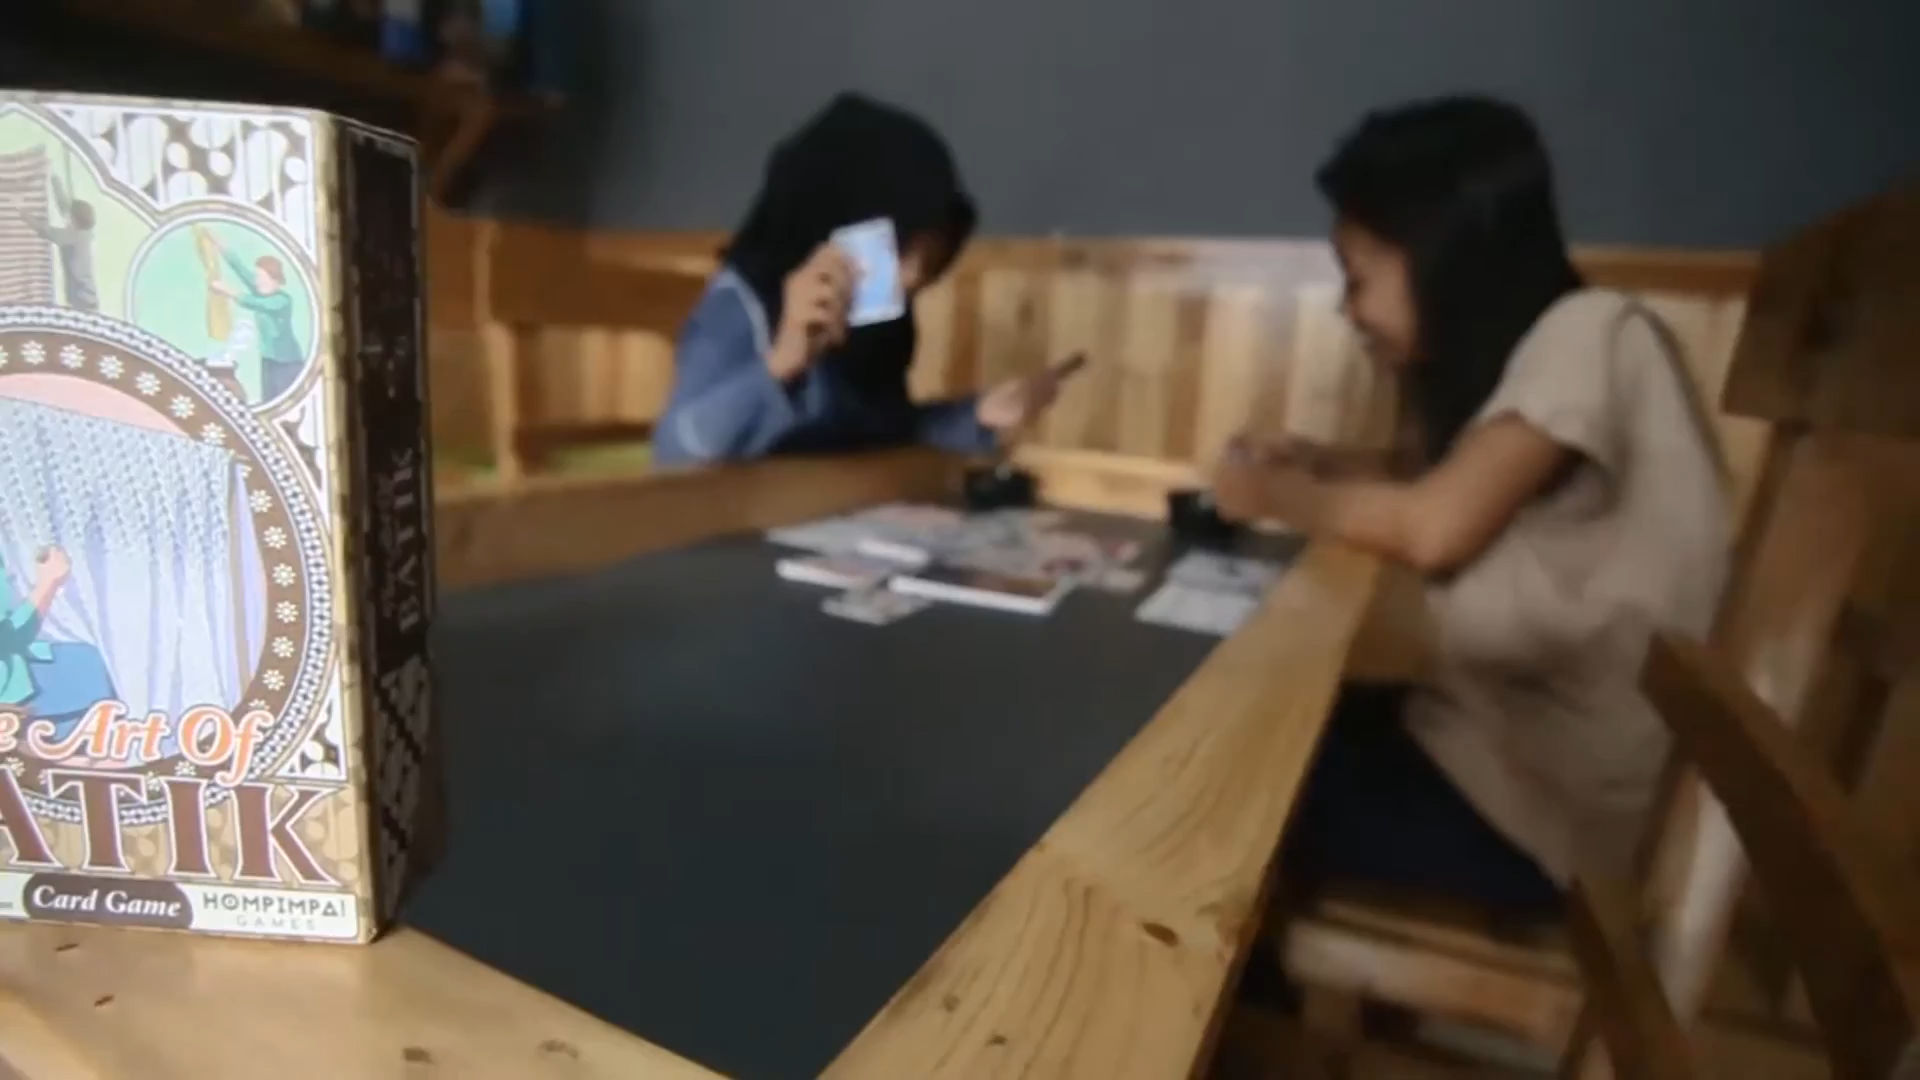 e Art Of
ATIK
Card Game
HOMPIMPA!
GAMES
BATIK